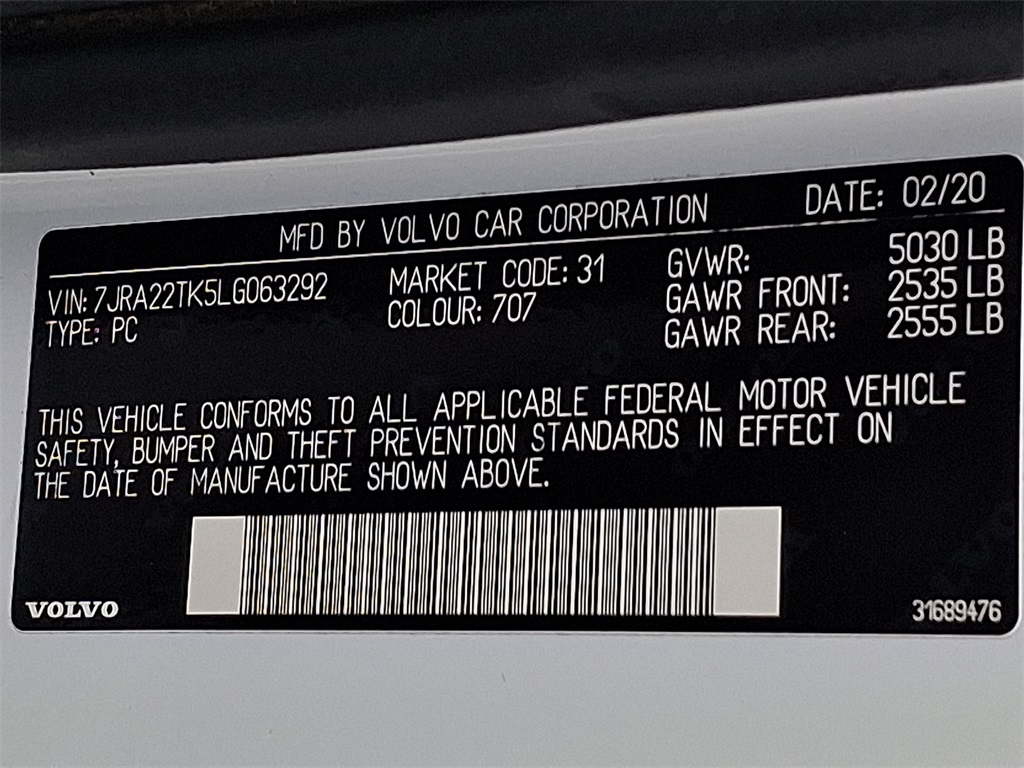 MFD BY VOLVO CAR CORPORATION DATE: 02/20
VIN: 7JRA22TK5LG063292 MARKET CODE: 31 GVWR: 5030 LB
TYPE: PC COLOUR: 707 GAWR FRONT: 2535 LB
GAWR REAR: 2555 LB
THIS VEHICLE CONFORMS TO ALL APPLICABLE FEDERAL MOTOR VEHICLE
SAFETY, BUMPER AND THEFT PREVENTION STANDARDS IN EFFECT ON
THE DATE OF MANUFACTURE SHOWN ABOVE.
VOLVO 31689476